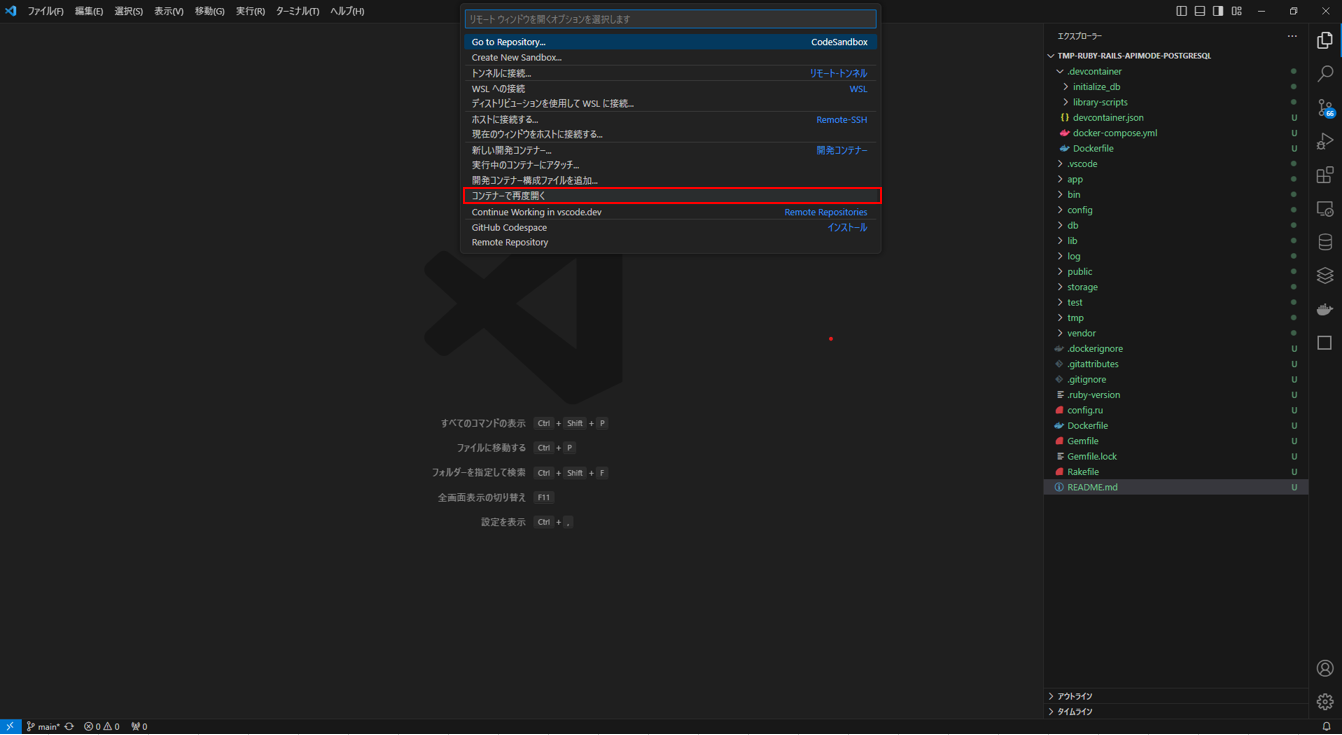 ファイル(F) 編集(E) 選択(S) 表示(V) 移動(G) 実行(R) ターミナル(T) ヘルプ(H)
リモート ウィンドウを開くオプションを選択します
Go to Repository... CodeSandbox
Create New Sandbox...
トンネルに接続... リモート-トンネル
WSL への接続 WSL
ディストリビューションを使用して WSL に接続...
ホストに接続する... Remote-SSH
現在のウィンドウをホストに接続する...
新しい開発コンテナー... 開発コンテナー
実行中のコンテナーにアタッチ...
開発コンテナー構成ファイルを追加...
コンテナーで再度開く
Continue Working in vscode.dev Remote Repositories
GitHub Codespace インストール
Remote Repository
すべてのコマンドの表示 Ctrl + Shift + P
ファイルに移動する Ctrl + P
フォルダーを指定して検索 Ctrl + Shift + F
全画面表示の切り替え F11
設定を表示 Ctrl + ,
エクスプローラー ...
TMP-RUBY-RAILS-APIMODE-POSTGRESQL
.devcontainer
initialize_db
library-scripts
devcontainer.json U
docker-compose.yml U
Dockerfile U
.vscode
app
bin
config
db
lib
log
public
storage
test
tmp
vendor
.dockerignore U
.gitattributes U
.gitignore U
.ruby-version U
config.ru U
Dockerfile U
Gemfile U
Gemfile.lock U
Rakefile U
README.md U
アウトライン
タイムライン
66
main* 0 0 0